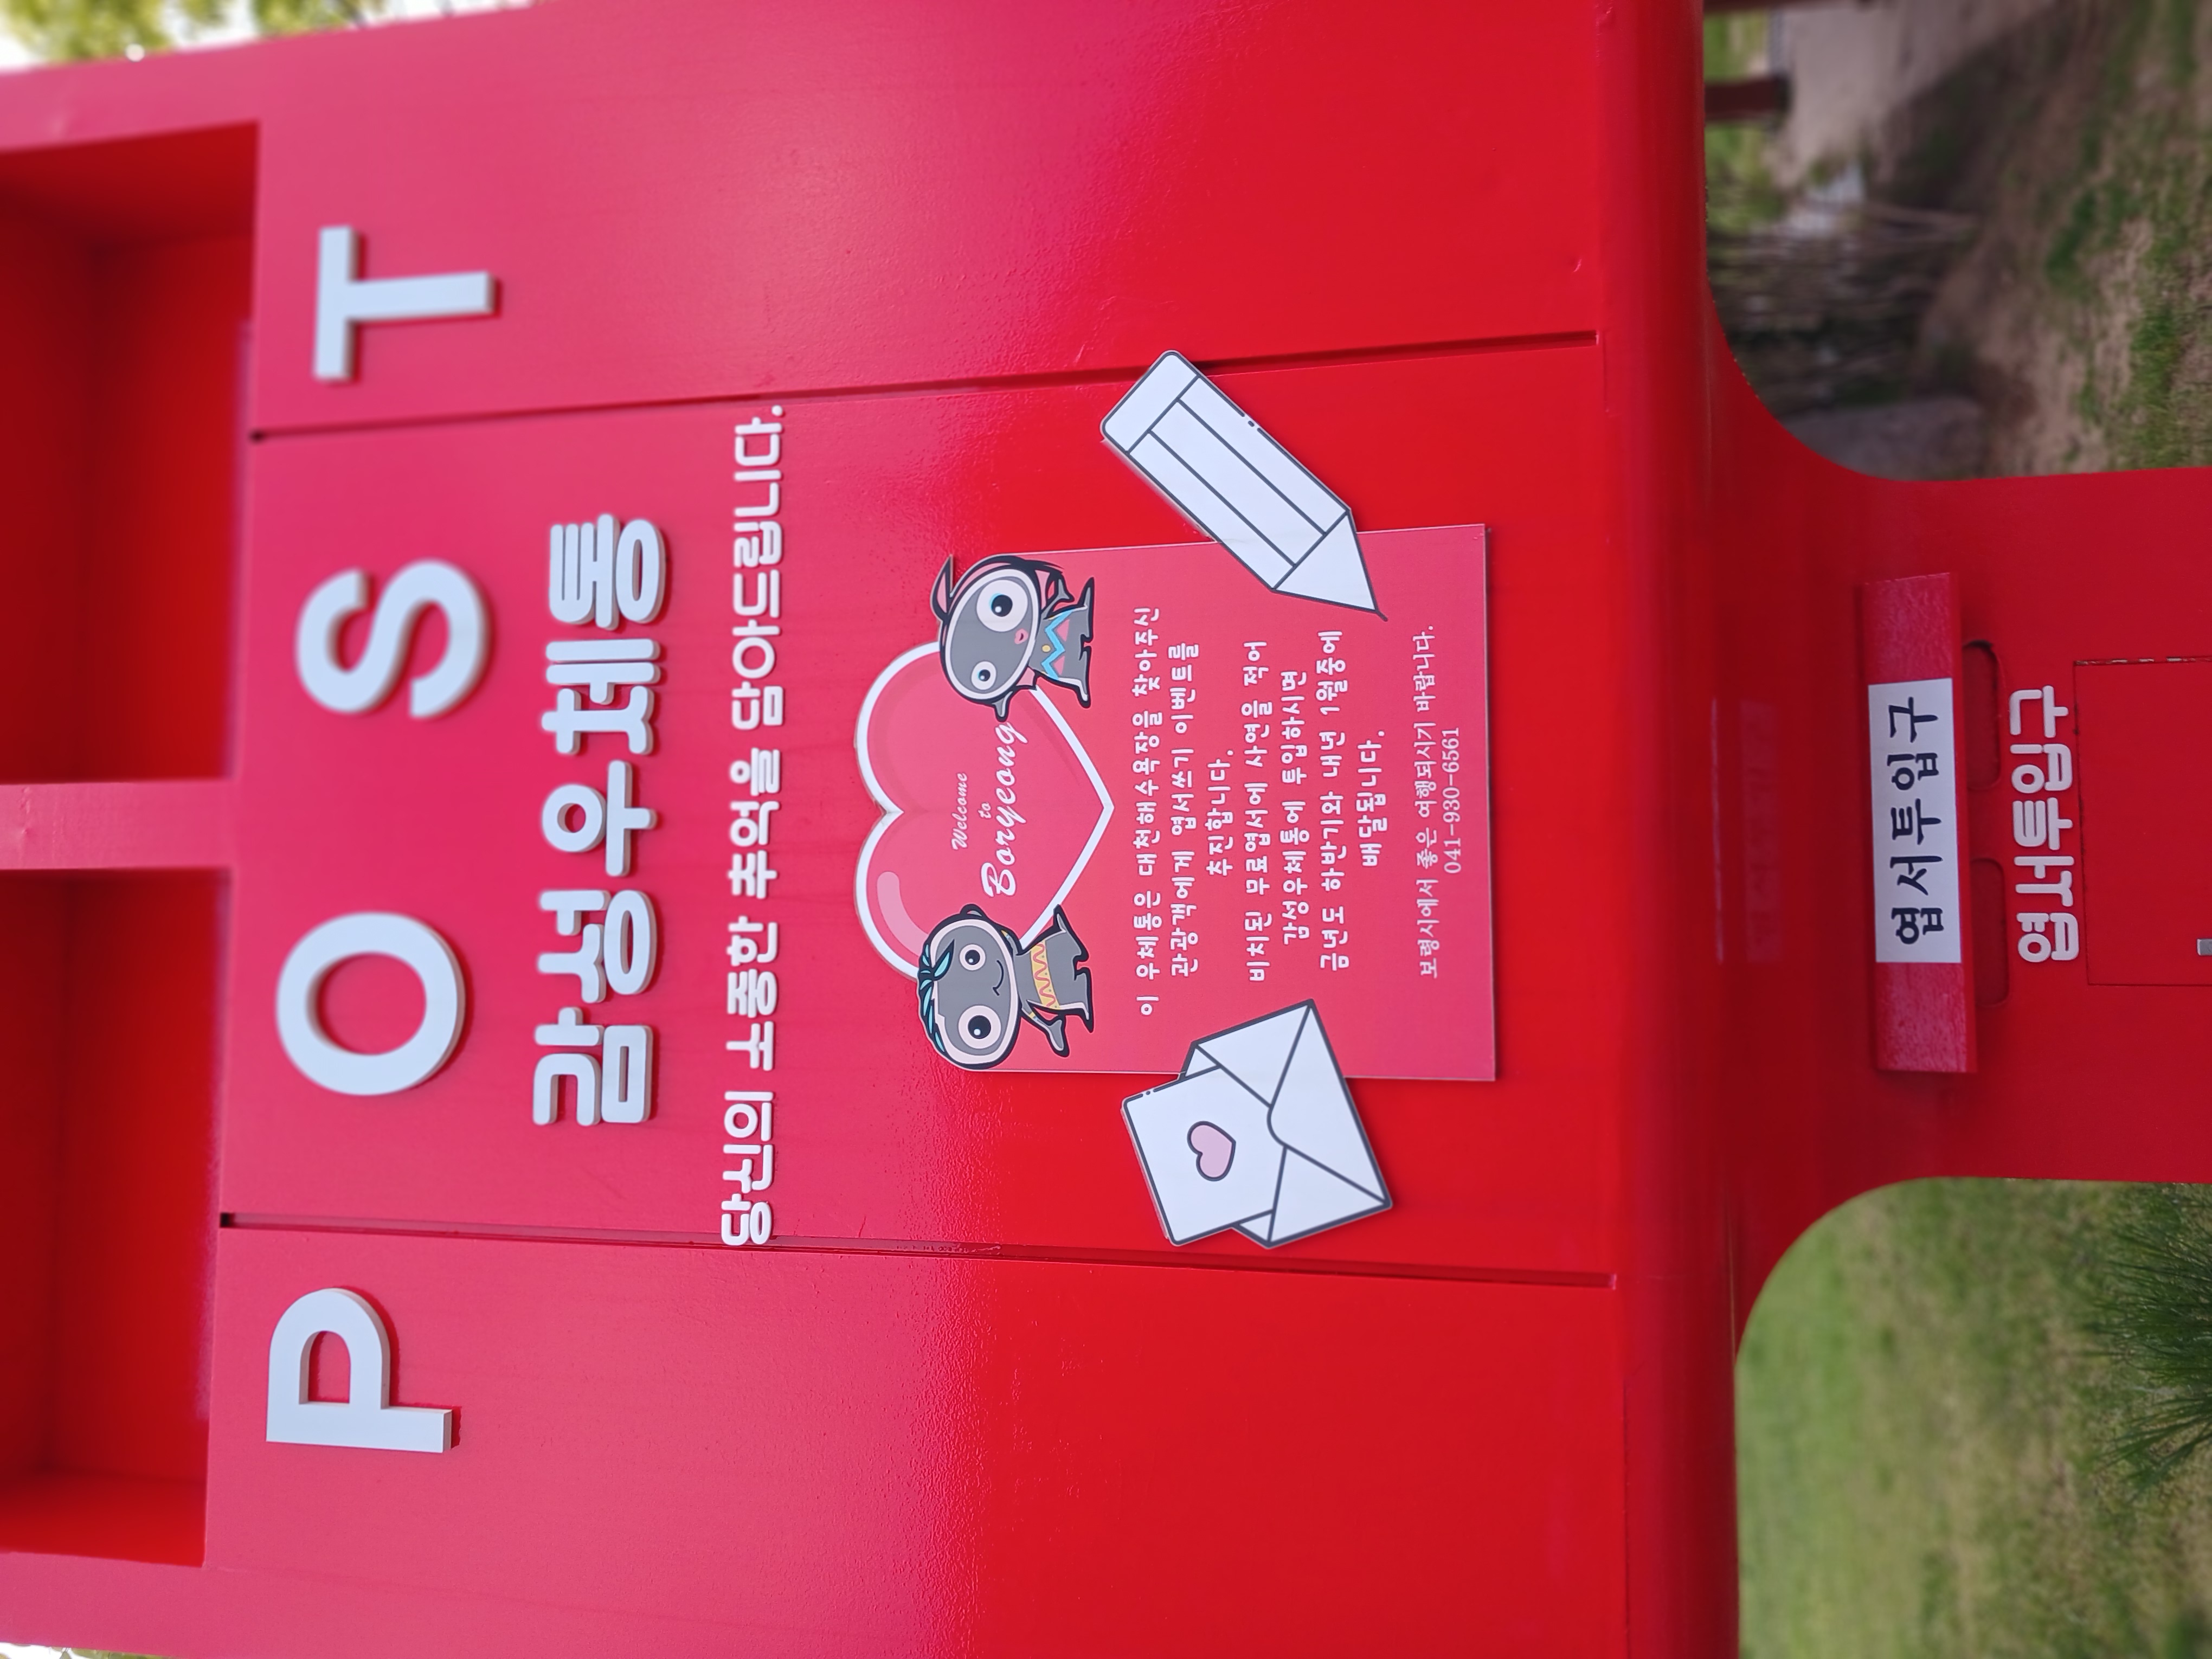 POST
감성우체통
당신의 소중한 추억을 담아드립니다.
Welcome
to
Boryeong
이 우체통은 대천해수욕장을 찾아주신
관광객에게 엽서쓰기 이벤트를
추진합니다.
비치된 무료엽서에 사연을 적어
감성우체통에 투입하시면
금년도 하반기와 내년 1월중에
배달됩니다.
보령시에서 좋은 여행되시기 바랍니다.
041-930-6561
엽서투입구
엽서투입구